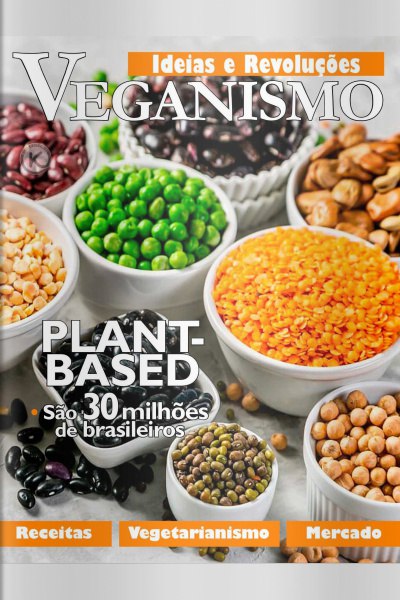 Ideias e Revoluções
VEGANISMO
K
PLANT-
BASED
• São 30 milhões
de brasileiros
Receitas
Vegetarianismo
Mercado